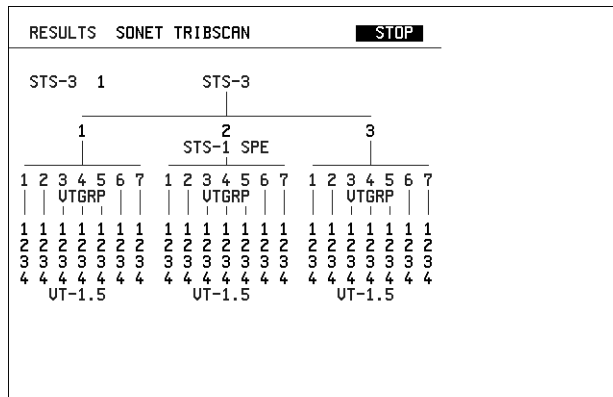 RESULTS SONET TRIBSCAN STOP
STS-3 1 STS-3
1 2 3
STS-1 SPE
1 2 3 4 5 6 7 1 2 3 4 5 6 7 1 2 3 4 5 6 7
VTGRP VTGRP VTGRP
1 1 1 1 1 1 1 1 1 1 1 1 1 1 1 1 1 1 1 1 1
2 2 2 2 2 2 2 2 2 2 2 2 2 2 2 2 2 2 2 2 2
3 3 3 3 3 3 3 3 3 3 3 3 3 3 3 3 3 3 3 3 3
4 4 4 4 4 4 4 4 4 4 4 4 4 4 4 4 4 4 4 4 4
VT-1.5 VT-1.5 VT-1.5